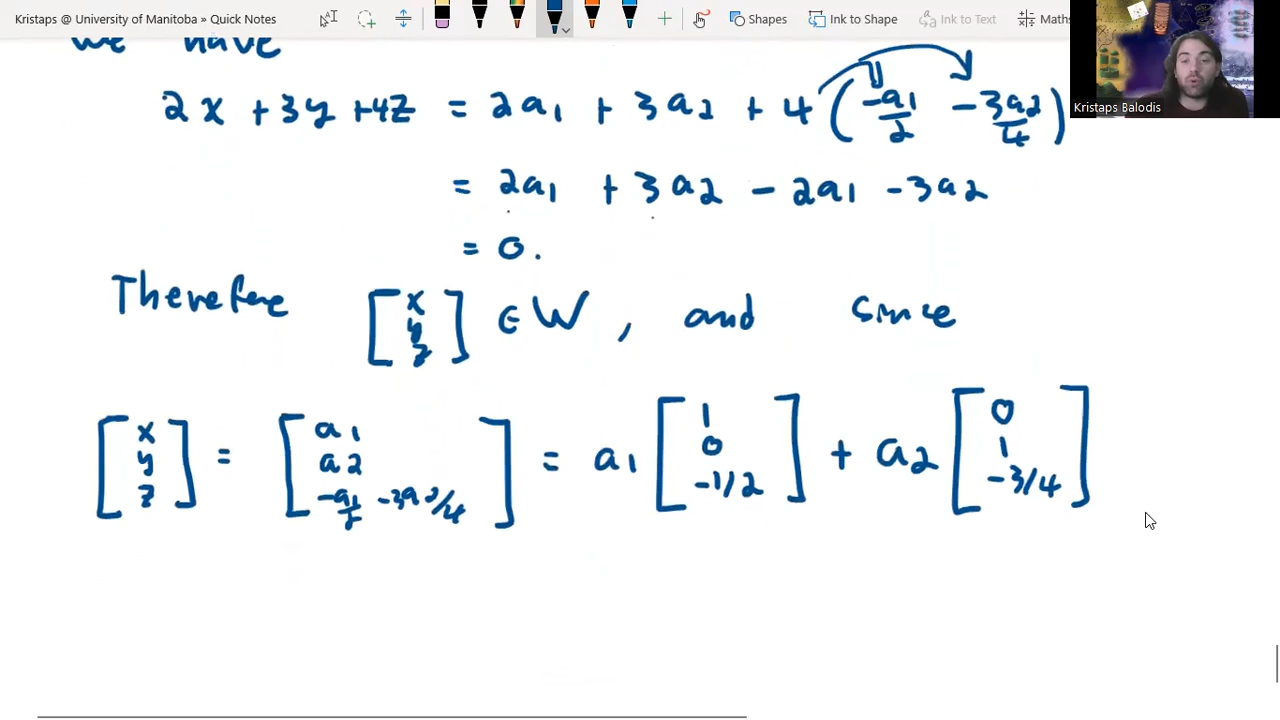 Kristaps @ University of Manitoba » Quick Notes
Shapes
Ink to Shape
Ink to Text
Maths
Kristaps Balodis
we have
2x + 3y + 4z = 2a1 + 3a2 + 4 ( -a1/2 - 3a2/4 )
= 2a1 + 3a2 - 2a1 - 3a2
= 0.
Therefore [x y z] ∈ W, and since
[x y z] = [a1 a2 -a1/2 -3a2/4] = a1 [1 0 -1/2] + a2 [0 1 -3/4]